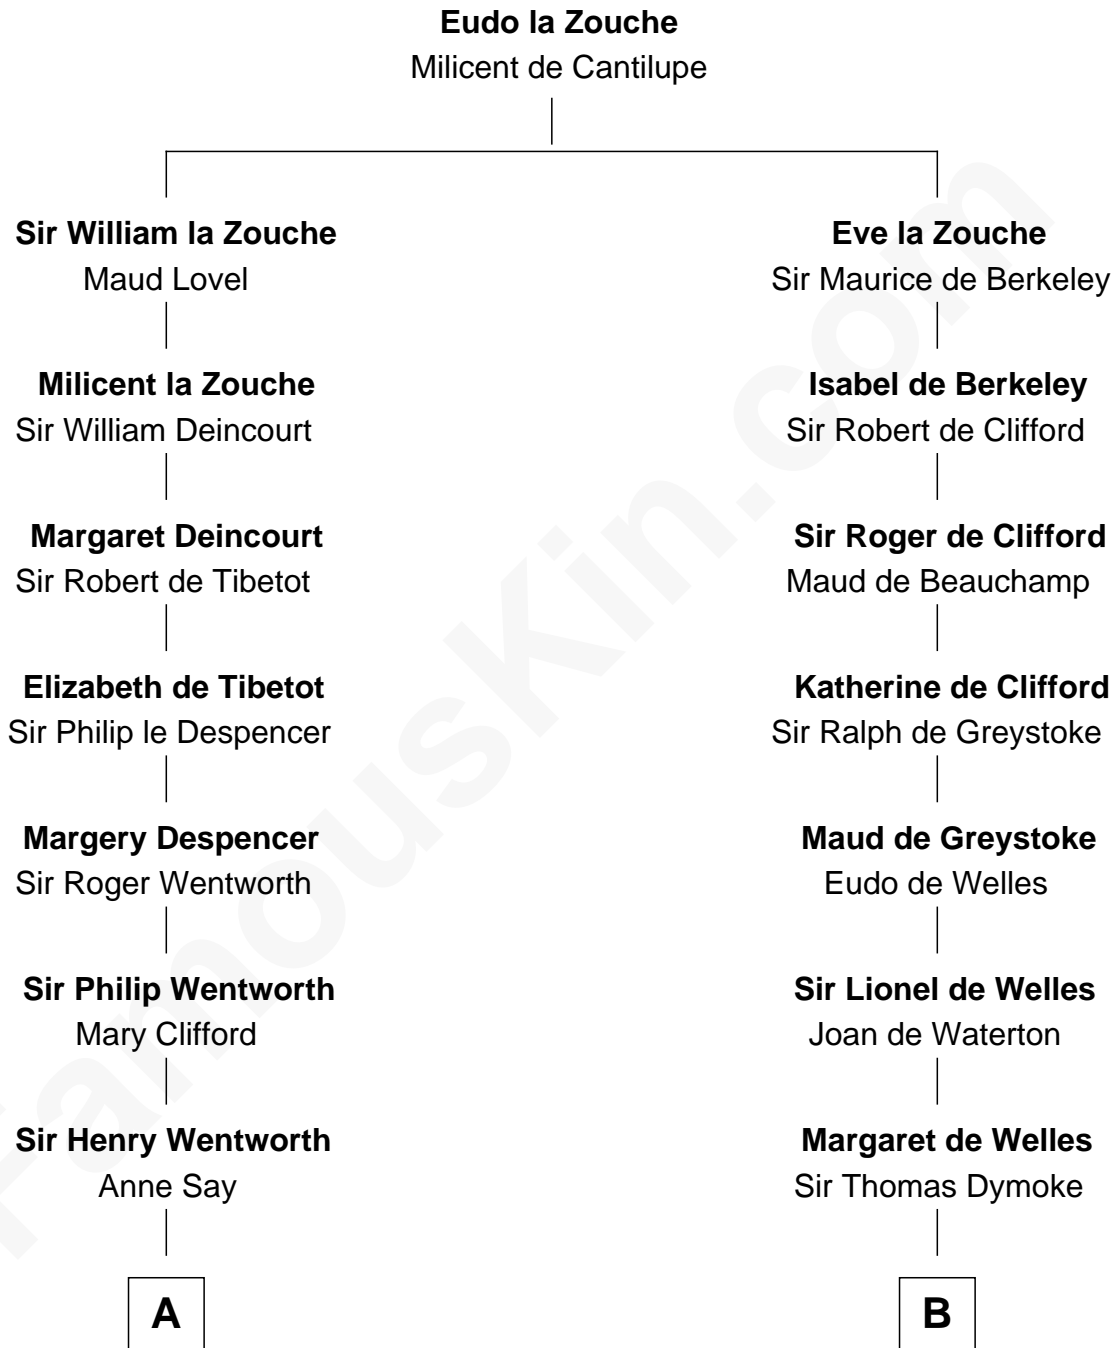 Eudo la Zouche
Milicent de Cantilupe
Sir William la Zouche
Maud Lovel
Milicent la Zouche
Sir William Deincourt
Margaret Deincourt
Sir Robert de Tibetot
Elizabeth de Tibetot
Sir Philip le Despencer
Margery Despencer
Sir Roger Wentworth
Sir Philip Wentworth
Mary Clifford
Sir Henry Wentworth
Anne Say
A
Eve la Zouche
Sir Maurice de Berkeley
Isabel de Berkeley
Sir Robert de Clifford
Sir Roger de Clifford
Maud de Beauchamp
Katherine de Clifford
Sir Ralph de Greystoke
Maud de Greystoke
Eudo de Welles
Sir Lionel de Welles
Joan de Waterton
Margaret de Welles
Sir Thomas Dymoke
B
FamousKin.com